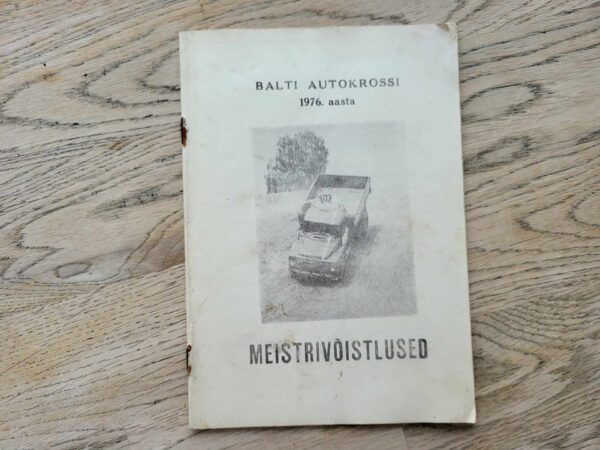 BALTI AUTOKROSSI
1976. aasta
MEISTRIVÕISTLUSED